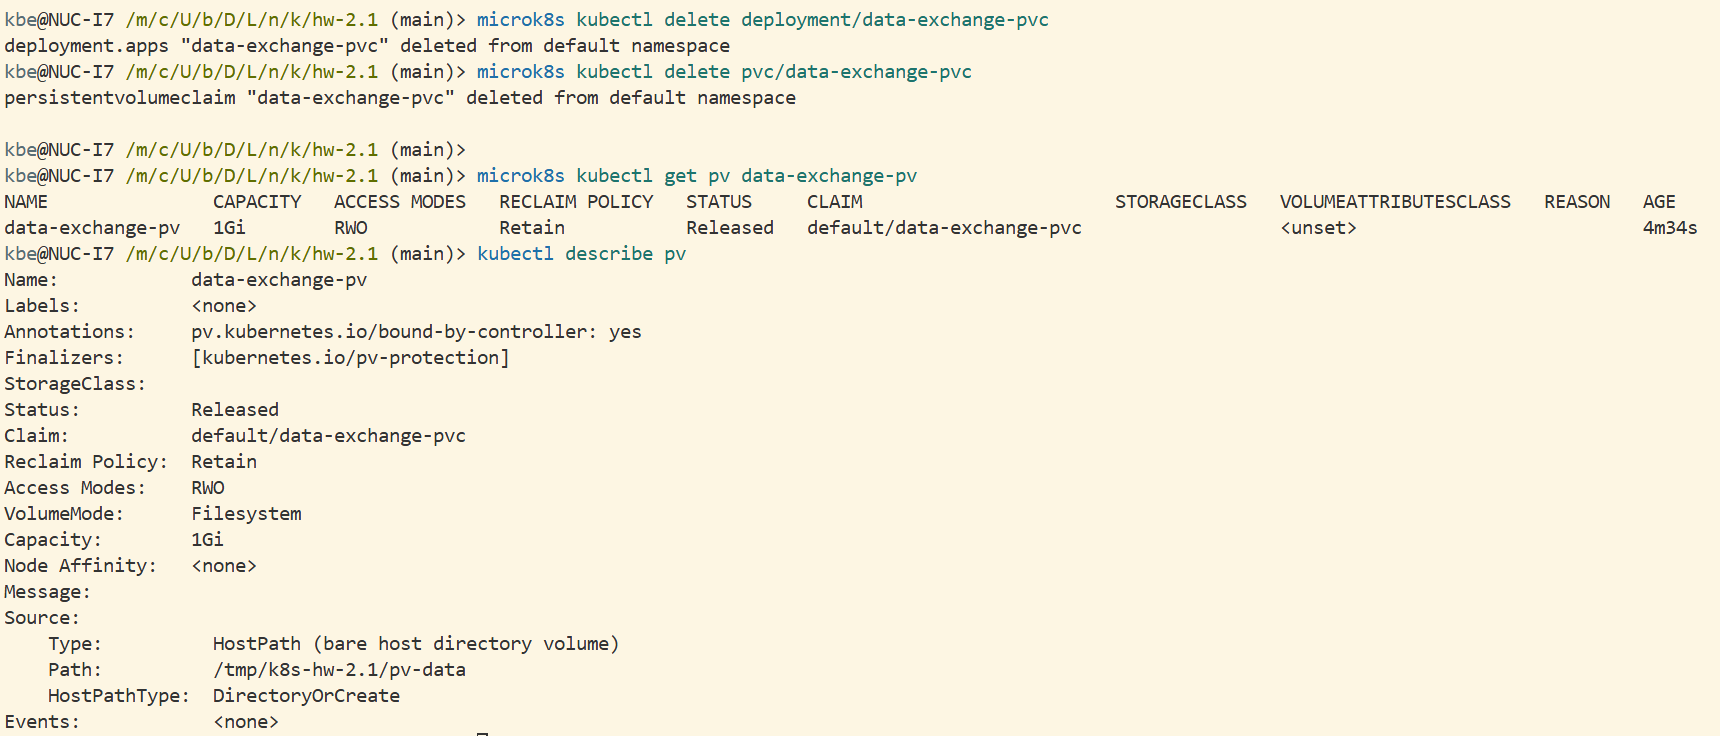 kbe@NUC-I7 /m/c/U/b/D/L/n/k/hw-2.1 (main)> microk8s kubectl delete deployment/data-exchange-pvc
deployment.apps "data-exchange-pvc" deleted from default namespace
kbe@NUC-I7 /m/c/U/b/D/L/n/k/hw-2.1 (main)> microk8s kubectl delete pvc/data-exchange-pvc
persistentvolumeclaim "data-exchange-pvc" deleted from default namespace
kbe@NUC-I7 /m/c/U/b/D/L/n/k/hw-2.1 (main)>
kbe@NUC-I7 /m/c/U/b/D/L/n/k/hw-2.1 (main)> microk8s kubectl get pv data-exchange-pv
NAME               CAPACITY   ACCESS MODES   RECLAIM POLICY   STATUS     CLAIM                       STORAGECLASS   VOLUMEATTRIBUTESCLASS   REASON   AGE
data-exchange-pv   1Gi        RWO            Retain           Released   default/data-exchange-pvc                  <unset>                          4m34s
kbe@NUC-I7 /m/c/U/b/D/L/n/k/hw-2.1 (main)> kubectl describe pv
Name:            data-exchange-pv
Labels:          <none>
Annotations:     pv.kubernetes.io/bound-by-controller: yes
Finalizers:      [kubernetes.io/pv-protection]
StorageClass:
Status:          Released
Claim:           default/data-exchange-pvc
Reclaim Policy:  Retain
Access Modes:    RWO
VolumeMode:      Filesystem
Capacity:        1Gi
Node Affinity:   <none>
Message:
Source:
    Type:          HostPath (bare host directory volume)
    Path:          /tmp/k8s-hw-2.1/pv-data
    HostPathType:  DirectoryOrCreate
Events:            <none>